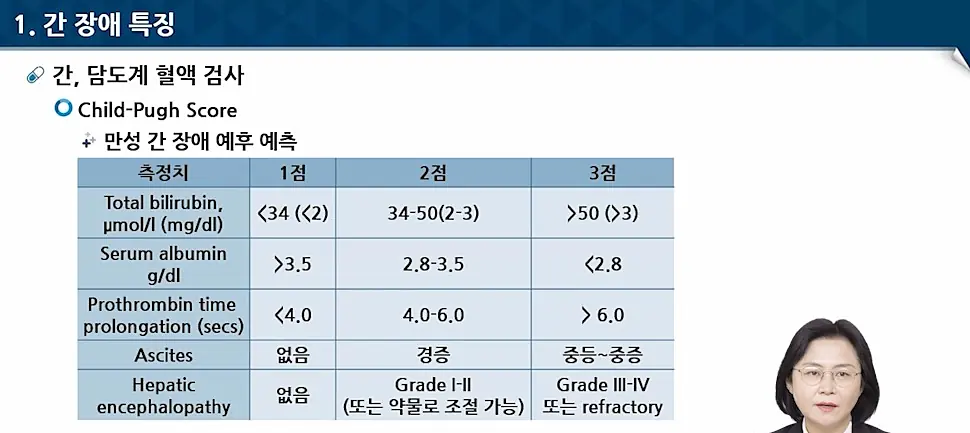 1. 간 장애 특징
간, 담도계 혈액 검사
Child-Pugh Score
만성 간 장애 예후 예측
측정치 1점 2점 3점
Total bilirubin,
μmol/l (mg/dl) <34 (<2) 34-50(2-3) >50 (>3)
Serum albumin
g/dl >3.5 2.8-3.5 <2.8
Prothrombin time
prolongation (secs) <4.0 4.0-6.0 > 6.0
Ascites 없음 경증 중등~중증
Hepatic
encephalopathy 없음 Grade I-II
(또는 약물로 조절 가능) Grade III-IV
또는 refractory